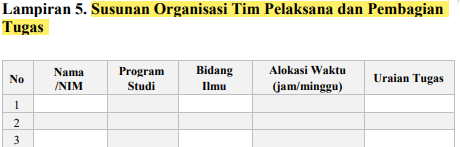 Lampiran 5. Susunan Organisasi Tim Pelaksana dan Pembagian
Tugas
No Nama /NIM Program Studi Bidang Ilmu Alokasi Waktu (jam/minggu) Uraian Tugas
1
2
3